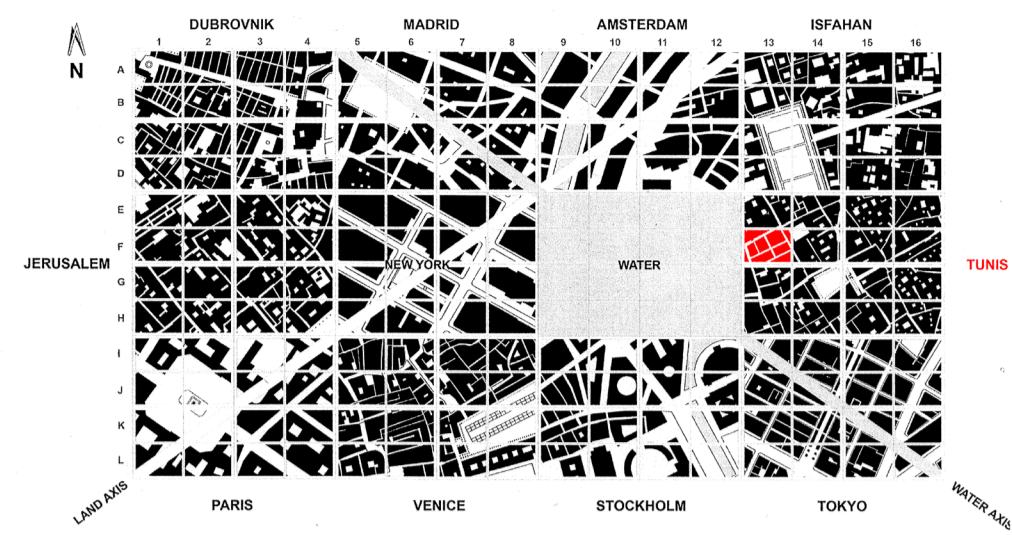 DUBROVNIK MADRID AMSTERDAM ISFAHAN
1 2 3 4 5 6 7 8 9 10 11 12 13 14 15 16
N
A
B
C
D
E
F
JERUSALEM NEW YORK WATER TUNIS
G
H
I
J
K
L
LAND AXIS WATER AXIS
PARIS VENICE STOCKHOLM TOKYO